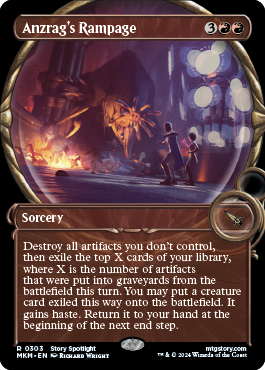 Anzrag's Rampage 3
Sorcery
Destroy all artifacts you don't control,
then exile the top X cards of your library,
where X is the number of artifacts
that were put into graveyards from the
battlefield this turn. You may put a creature
card exiled this way onto the battlefield. It
gains haste. Return it to your hand at the
beginning of the next end step.
R 0303 Story Spotlight mtgstory.com
MKM • EN Richard Wright ™ & © 2024 Wizards of the Coast